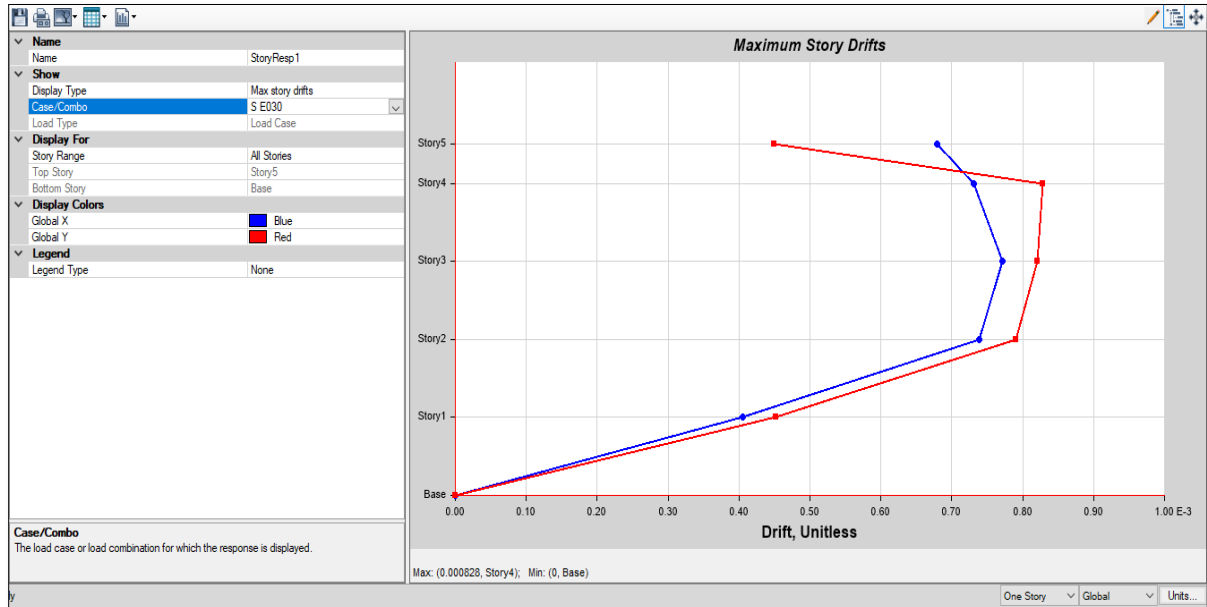 Name
Name StoryResp1
Show
Display Type Max story drifts
Case/Combo S E030
Load Type Load Case
Display For
Story Range All Stories
Top Story Story5
Bottom Story Base
Display Colors
Global X Blue
Global Y Red
Legend
Legend Type None
Case/Combo
The load case or load combination for which the response is displayed.
Maximum Story Drifts
Story5
Story4
Story3
Story2
Story1
Base
0.00 0.10 0.20 0.30 0.40 0.50 0.60 0.70 0.80 0.90 1.00 E-3
Drift, Unitless
Max: (0.000828, Story4); Min: (0, Base)
y One Story Global Units...